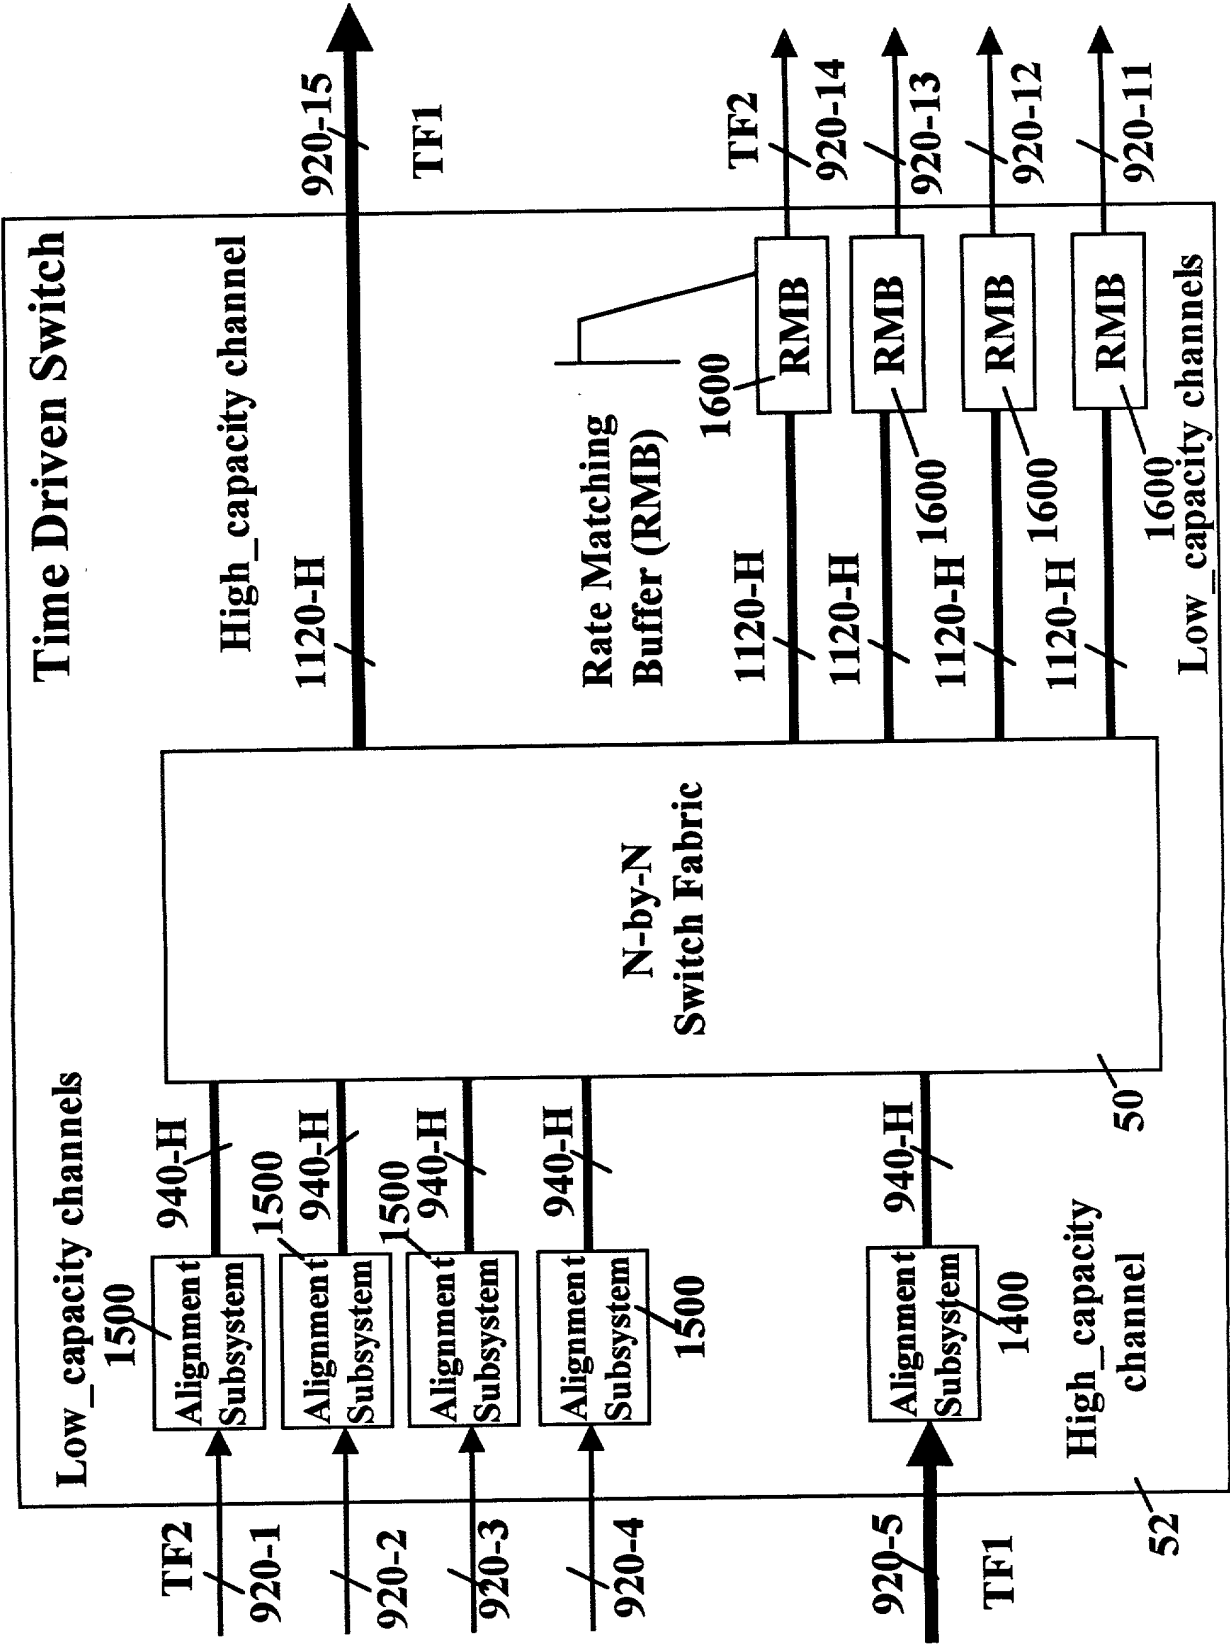 Time Driven Switch
Low_capacity channels
1500
Alignment
Subsystem
940-H
TF2
920-1
1500
Alignment
Subsystem
940-H
920-2
1500
Alignment
Subsystem
940-H
920-3
Alignment
Subsystem
1500
940-H
920-4
Alignment
Subsystem
1400
940-H
920-5
TF1
High_capacity
channel
52
N-by-N
Switch Fabric
50
High_capacity channel
1120-H
920-15
TF1
Rate Matching
Buffer (RMB)
1600
1120-H
RMB
TF2
920-14
1120-H
1600
RMB
920-13
1120-H
1600
RMB
920-12
1120-H
1600
RMB
920-11
Low_capacity channels